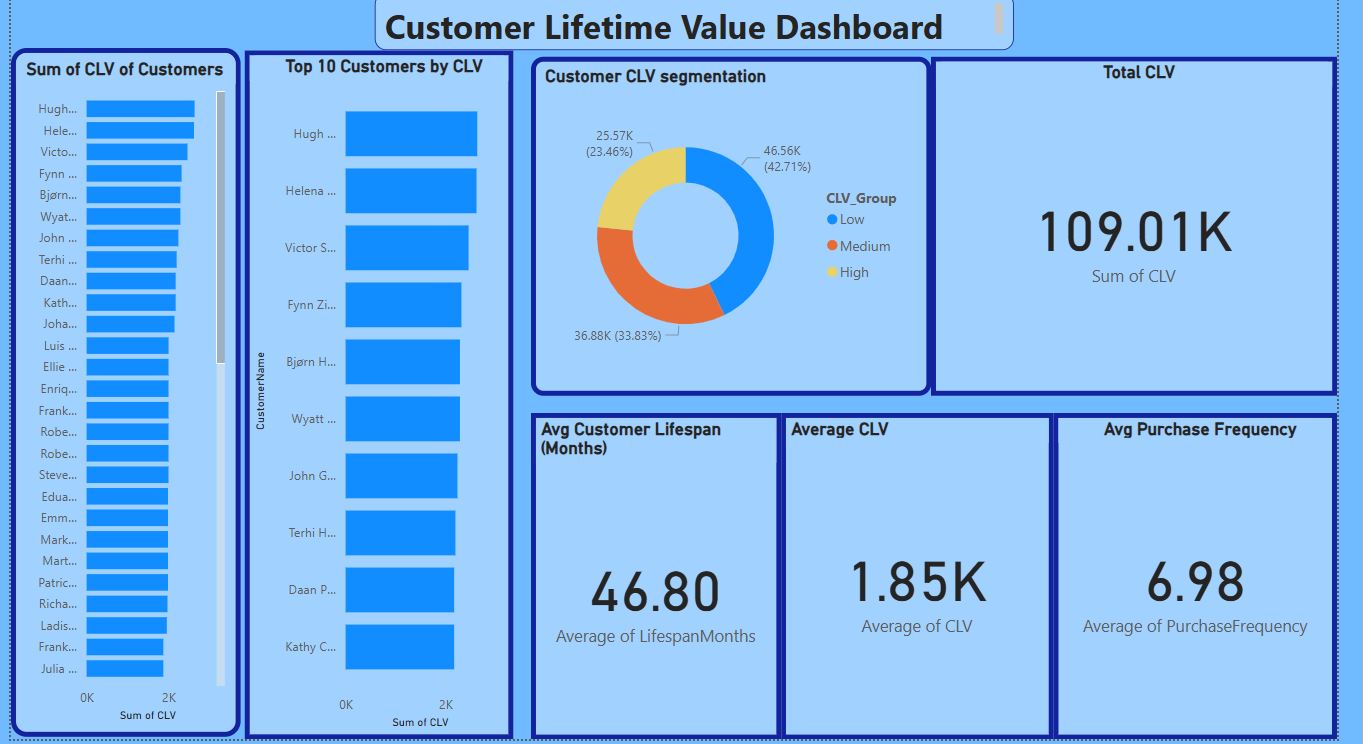 Customer Lifetime Value Dashboard
Sum of CLV of Customers
Hugh...
Hele...
Victo...
Fynn ...
Bjørn...
Wyat...
John ...
Terhi ...
Daan...
Kath...
Joha...
Luis ...
Ellie ...
Enriq...
Frank...
Robe...
Robe...
Steve...
Edua...
Emm...
Mark...
Mart...
Patric...
Richa...
Ladis...
Frank...
Julia ...
0K 2K
Sum of CLV
Top 10 Customers by CLV
CustomerName
Hugh ...
Helena ...
Victor S...
Fynn Zi...
Bjørn H...
Wyatt ...
John G...
Terhi H...
Daan P...
Kathy C...
0K 2K
Sum of CLV
Customer CLV segmentation
25.57K
(23.46%)
46.56K
(42.71%)
36.88K (33.83%)
CLV_Group
Low
Medium
High
Total CLV
109.01K
Sum of CLV
Avg Customer Lifespan
(Months)
46.80
Average of LifespanMonths
Average CLV
1.85K
Average of CLV
Avg Purchase Frequency
6.98
Average of PurchaseFrequency